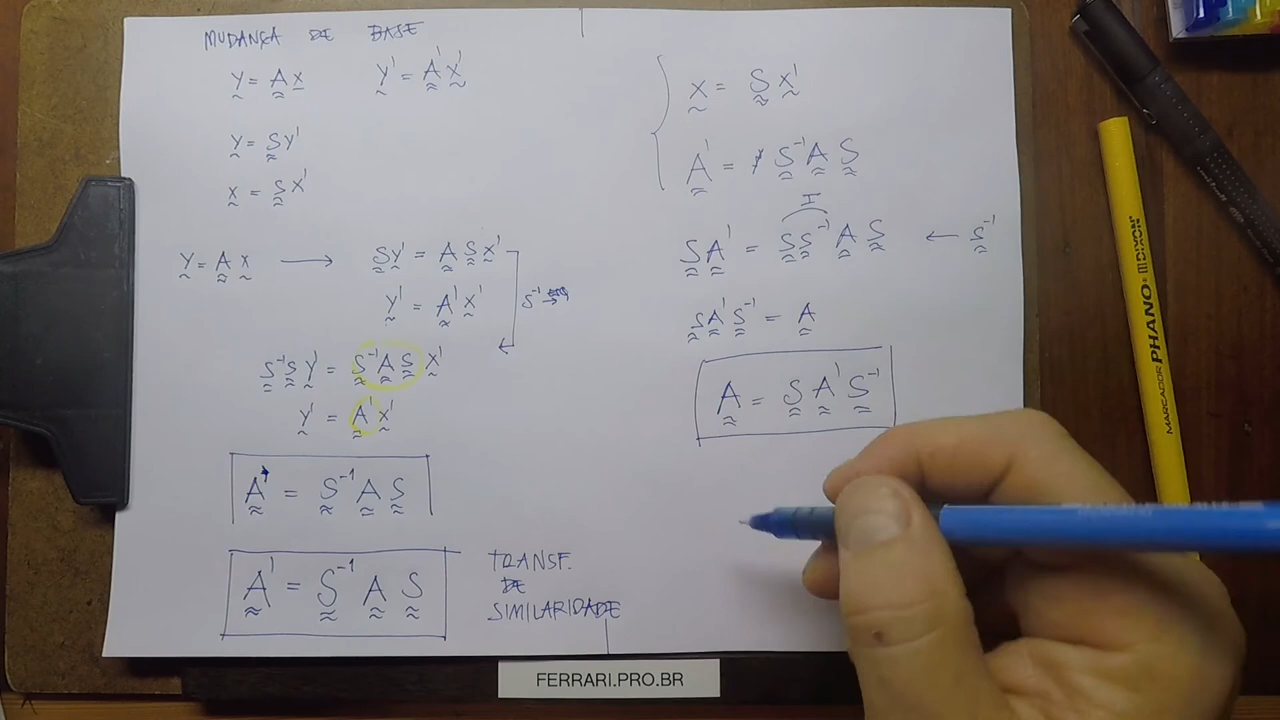 MUDANÇA DE BASE
y = A x    y' = A x'
y = S y'
x = S x'
y = A x → S y' = A S x'
y' = A' x'
S⁻¹ →
S⁻¹ S y' = S⁻¹ A S x'
y' = A' x'
A' = S⁻¹ A S
A' = S⁻¹ A S
TRANSF.
DE
SIMILARIDADE
x = S x'
A' = S⁻¹ A S
I
S A' = S S⁻¹ A S ← S⁻¹
S A' S⁻¹ = A
A = S A' S⁻¹
FERRARI.PRO.BR
MARCADOR PHANO DIXON